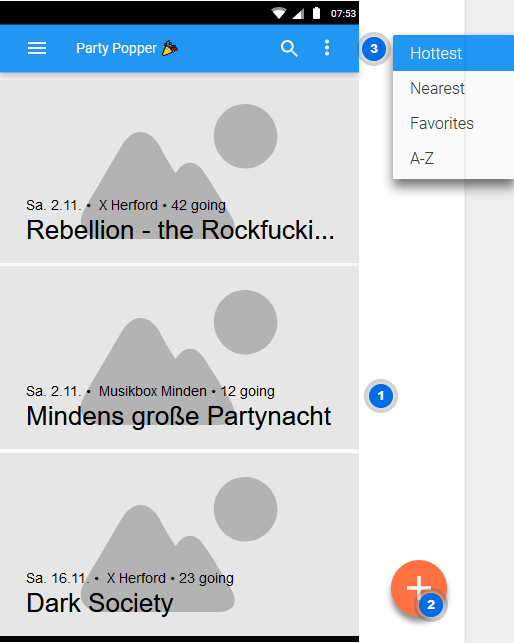 07:53
Party Popper 🎉
3
Hottest
Nearest
Favorites
A-Z
Sa. 2.11. • X Herford • 42 going
Rebellion - the Rockfucki...
Sa. 2.11. • Musikbox Minden • 12 going
Mindens große Partynacht
1
Sa. 16.11. • X Herford • 23 going
Dark Society
2